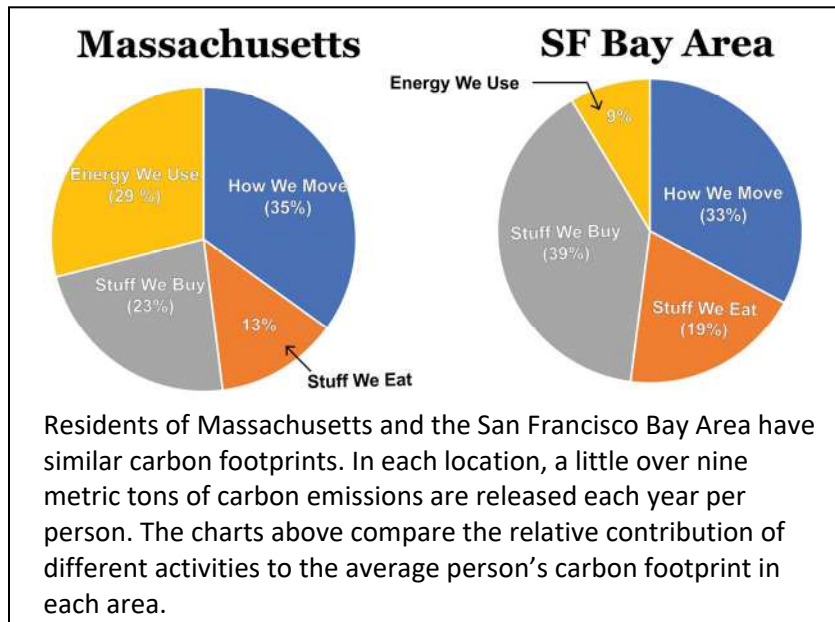 Massachusetts
Energy We Use
(29 %)
How We Move
(35%)
Stuff We Buy
(23%)
13%
Stuff We Eat
SF Bay Area
Energy We Use
9%
How We Move
(33%)
Stuff We Buy
(39%)
Stuff We Eat
(19%)
Residents of Massachusetts and the San Francisco Bay Area have
similar carbon footprints. In each location, a little over nine
metric tons of carbon emissions are released each year per
person. The charts above compare the relative contribution of
different activities to the average person’s carbon footprint in
each area.